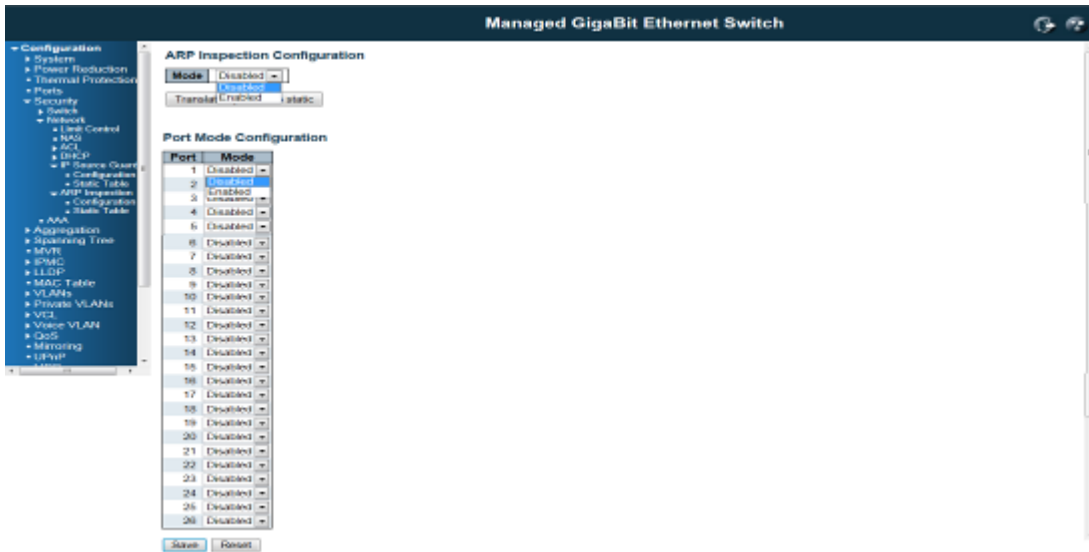 Managed GigaBit Ethernet Switch
Configuration
System
Power Reduction
Thermal Protection
Ports
Security
Switch
Network
Limit Control
NAS
ACL
DHCP
IP Source Guard
Configuration
Static Table
ARP Inspection
Configuration
Static Table
AAA
Aggregation
Spanning Tree
MVR
IPMC
LLDP
MAC Table
VLANs
Private VLANs
VCL
Voice VLAN
QoS
Mirroring
UPnP
ARP Inspection Configuration
Mode Disabled
Disabled
Enabled
Translat static
Port Mode Configuration
Port Mode
1 Disabled
2 Disabled
Enabled
3 Disabled
4 Disabled
5 Disabled
6 Disabled
7 Disabled
8 Disabled
9 Disabled
10 Disabled
11 Disabled
12 Disabled
13 Disabled
14 Disabled
15 Disabled
16 Disabled
17 Disabled
18 Disabled
19 Disabled
20 Disabled
21 Disabled
22 Disabled
23 Disabled
24 Disabled
25 Disabled
26 Disabled
Save Reset